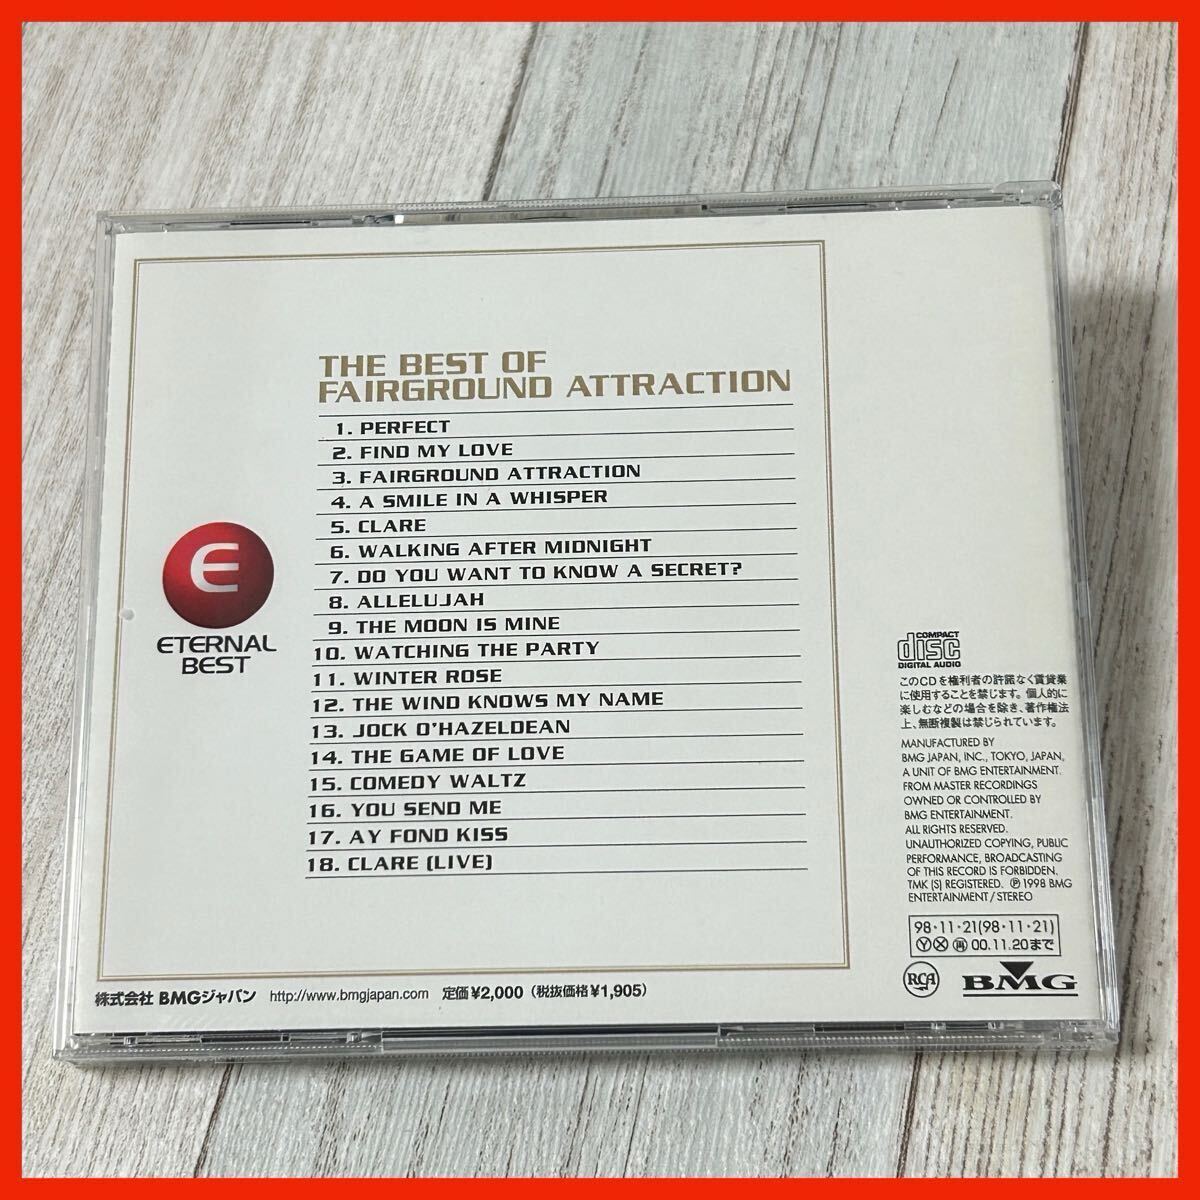 THE BEST OF
FAIRGROUND ATTRACTION
1. PERFECT
2. FIND MY LOVE
3. FAIRGROUND ATTRACTION
4. A SMILE IN A WHISPER
5. CLARE
6. WALKING AFTER MIDNIGHT
7. DO YOU WANT TO KNOW A SECRET?
8. ALLELUJAH
9. THE MOON IS MINE
10. WATCHING THE PARTY
11. WINTER ROSE
12. THE WIND KNOWS MY NAME
13. JOCK O'HAZELDEAN
14. THE GAME OF LOVE
15. COMEDY WALTZ
16. YOU SEND ME
17. AY FOND KISS
18. CLARE (LIVE)
E
ETERNAL
BEST
COMPACT
disc
DIGITAL AUDIO
このCDを権利者の許諾なく賃貸業
に使用することを禁じます。個人的に
楽しむなどの場合を除き、著作権法
上、無断複製は禁じられています。
MANUFACTURED BY
BMG JAPAN, INC., TOKYO, JAPAN,
A UNIT OF BMG ENTERTAINMENT.
FROM MASTER RECORDINGS
OWNED OR CONTROLLED BY
BMG ENTERTAINMENT.
ALL RIGHTS RESERVED.
UNAUTHORIZED COPYING, PUBLIC
PERFORMANCE, BROADCASTING
OF THIS RECORD IS FORBIDDEN.
TMK (S) REGISTERED. Ⓟ 1998 BMG
ENTERTAINMENT/STEREO
98・11・21(98・11・21)
Ⓨ Ⓧ ㊢ 00.11.20まで
RCA
BMG
株式会社 BMGジャパン http://www.bmgjapan.com 定価¥2,000（税抜価格¥1,905）